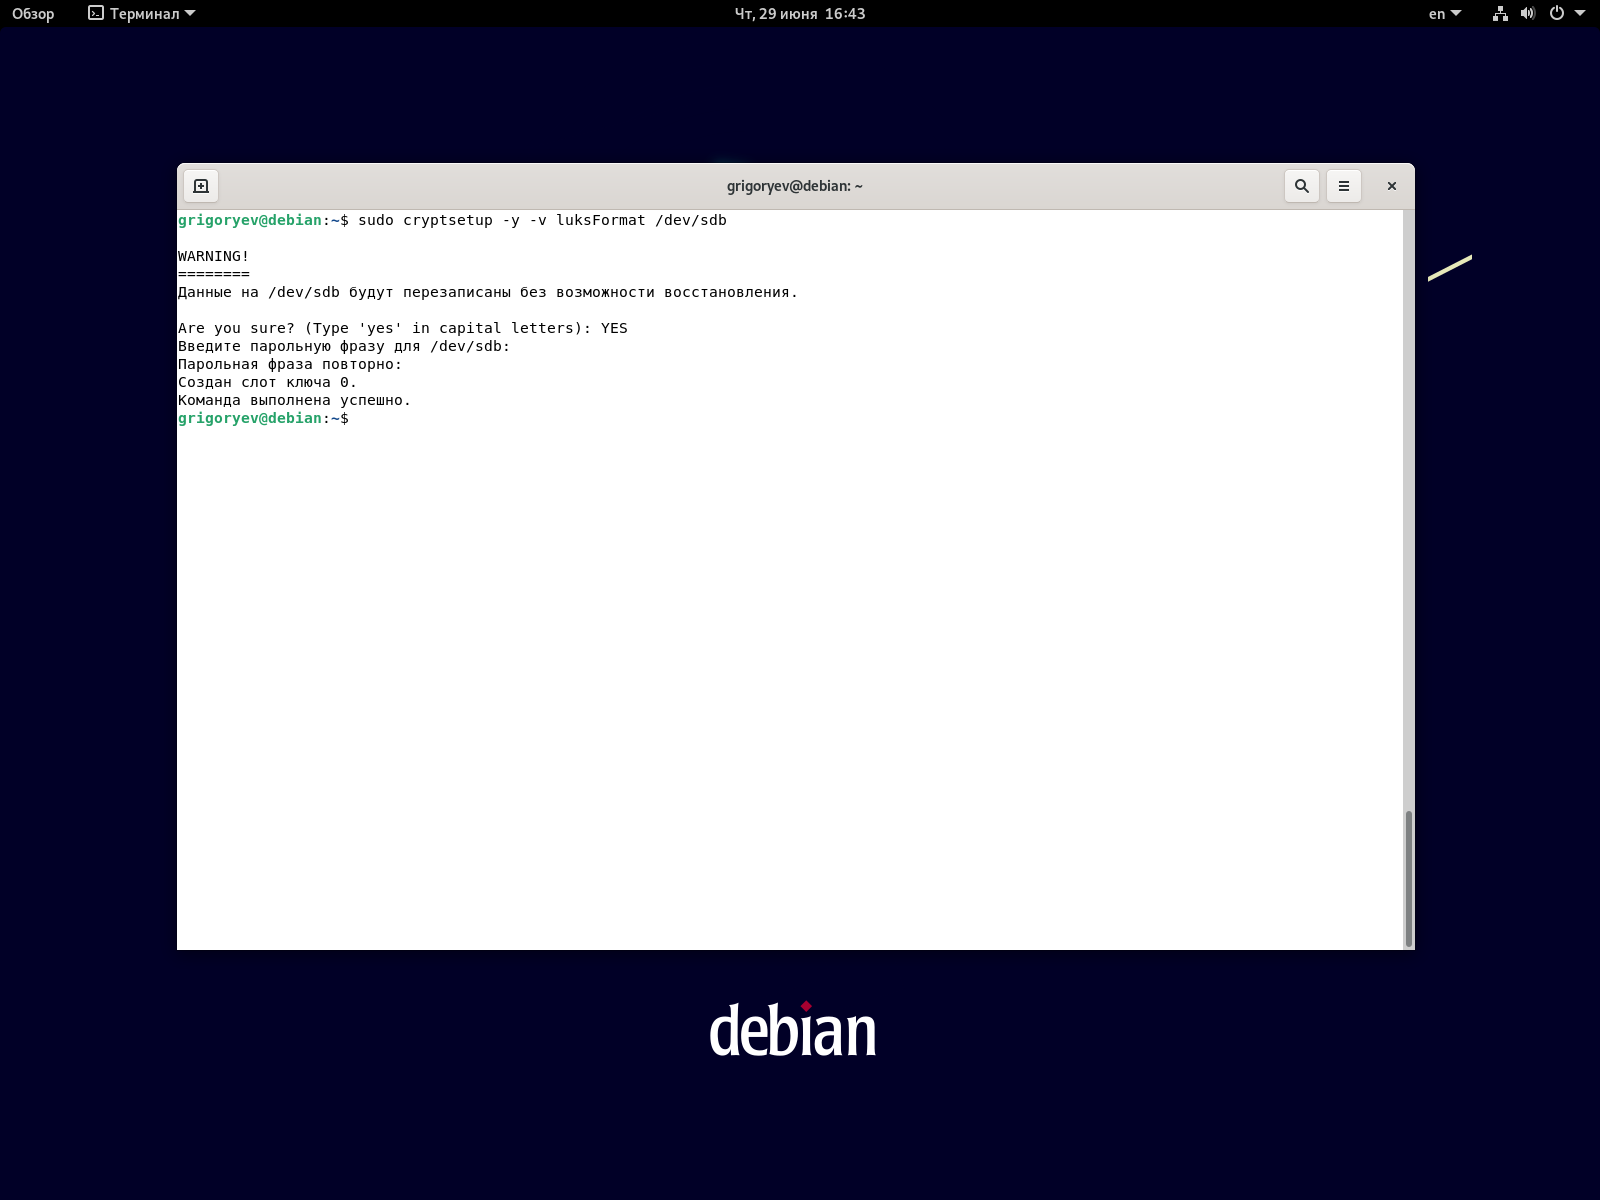 Обзор
Терминал
Чт, 29 июня 16:43
en
grigoryev@debian: ~
grigoryev@debian:~$ sudo cryptsetup -y -v luksFormat /dev/sdb
WARNING!
========
Данные на /dev/sdb будут перезаписаны без возможности восстановления.
Are you sure? (Type 'yes' in capital letters): YES
Введите парольную фразу для /dev/sdb:
Парольная фраза повторно:
Создан слот ключа 0.
Команда выполнена успешно.
grigoryev@debian:~$
debian